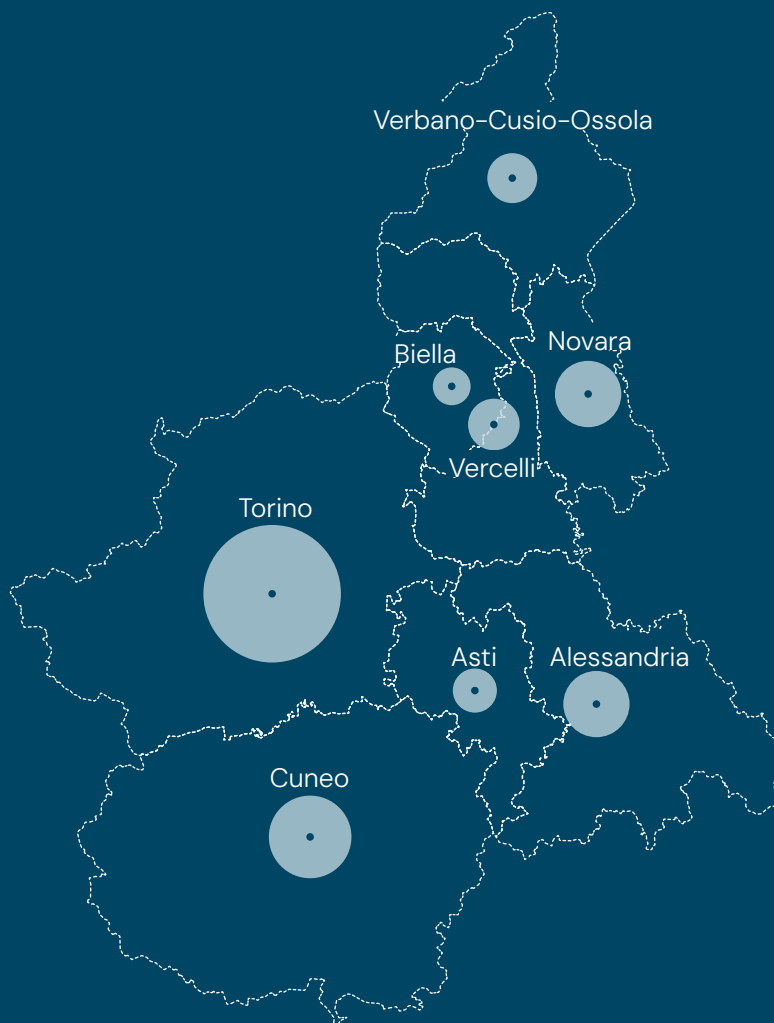 Verbano-Cusio-Ossola
Novara
Biella
Vercelli
Torino
Asti
Alessandria
Cuneo